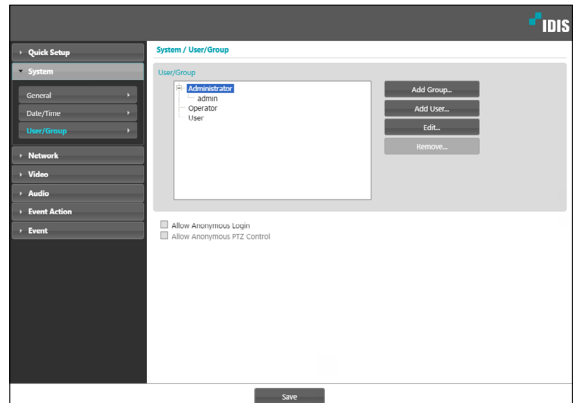 IDIS
Quick Setup
System
General
Date/Time
User/Group
Network
Video
Audio
Event Action
Event
System / User/Group
User/Group
Administrator
admin
Operator
User
Add Group...
Add User...
Edit...
Remove...
Allow Anonymous Login
Allow Anonymous PTZ Control
Save